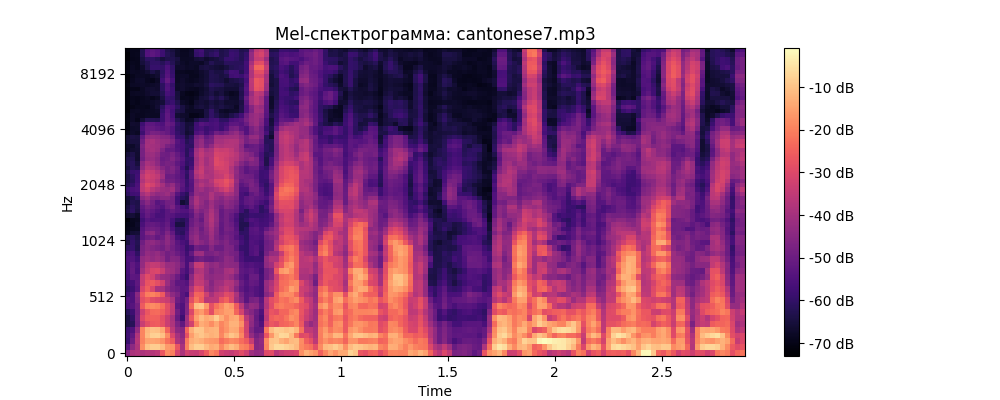 Mel-спектрограмма: cantonese7.mp3
Hz
8192
4096
2048
1024
512
0
0 0.5 1 1.5 2 2.5
Time
-10 dB
-20 dB
-30 dB
-40 dB
-50 dB
-60 dB
-70 dB